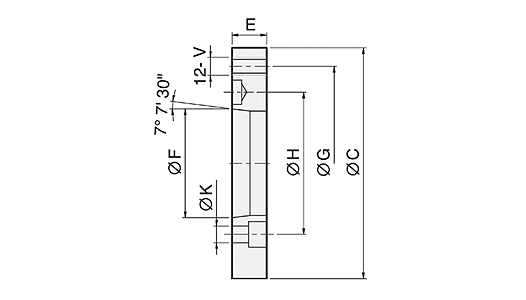 E
12- V
7° 7' 30"
ØF
ØK
ØH
ØG
ØC